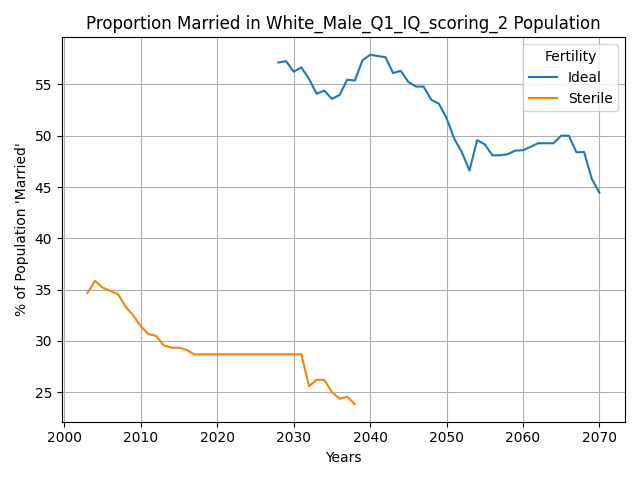 Proportion Married in White_Male_Q1_IQ_scoring_2 Population
Fertility
Ideal
Sterile
% of Population 'Married'
55
50
45
40
35
30
25
2000 2010 2020 2030 2040 2050 2060 2070
Years